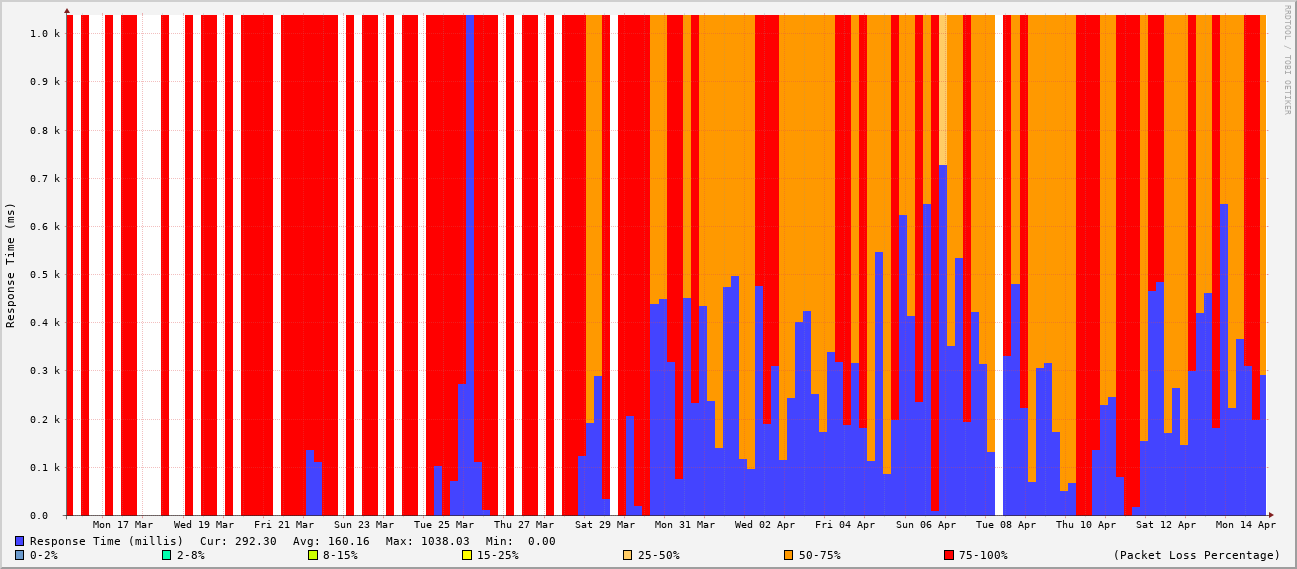 RRDTOOL / TOBI OETIKER
Response Time (ms)
1.0 k
0.9 k
0.8 k
0.7 k
0.6 k
0.5 k
0.4 k
0.3 k
0.2 k
0.1 k
0.0
Mon 17 Mar Wed 19 Mar Fri 21 Mar Sun 23 Mar Tue 25 Mar Thu 27 Mar Sat 29 Mar Mon 31 Mar Wed 02 Apr Fri 04 Apr Sun 06 Apr Tue 08 Apr Thu 10 Apr Sat 12 Apr Mon 14 Apr
Response Time (millis) Cur: 292.30 Avg: 160.16 Max: 1038.03 Min: 0.00
0-2% 2-8% 8-15% 15-25% 25-50% 50-75% 75-100% (Packet Loss Percentage)